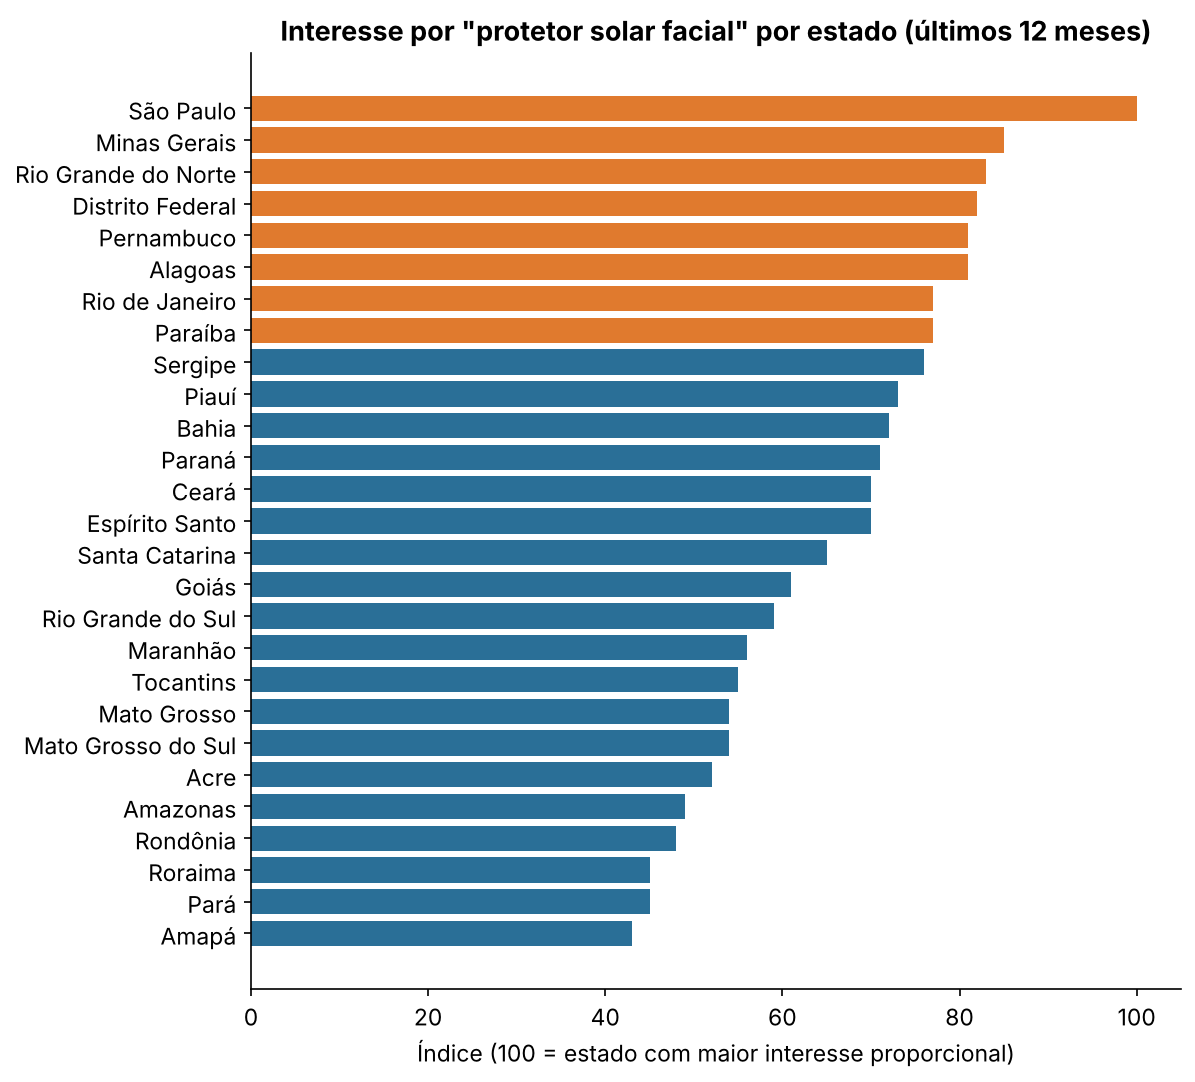 Interesse por "protetor solar facial" por estado (últimos 12 meses)
São Paulo
Minas Gerais
Rio Grande do Norte
Distrito Federal
Pernambuco
Alagoas
Rio de Janeiro
Paraíba
Sergipe
Piauí
Bahia
Paraná
Ceará
Espírito Santo
Santa Catarina
Goiás
Rio Grande do Sul
Maranhão
Tocantins
Mato Grosso
Mato Grosso do Sul
Acre
Amazonas
Rondônia
Roraima
Pará
Amapá
0 20 40 60 80 100
Índice (100 = estado com maior interesse proporcional)